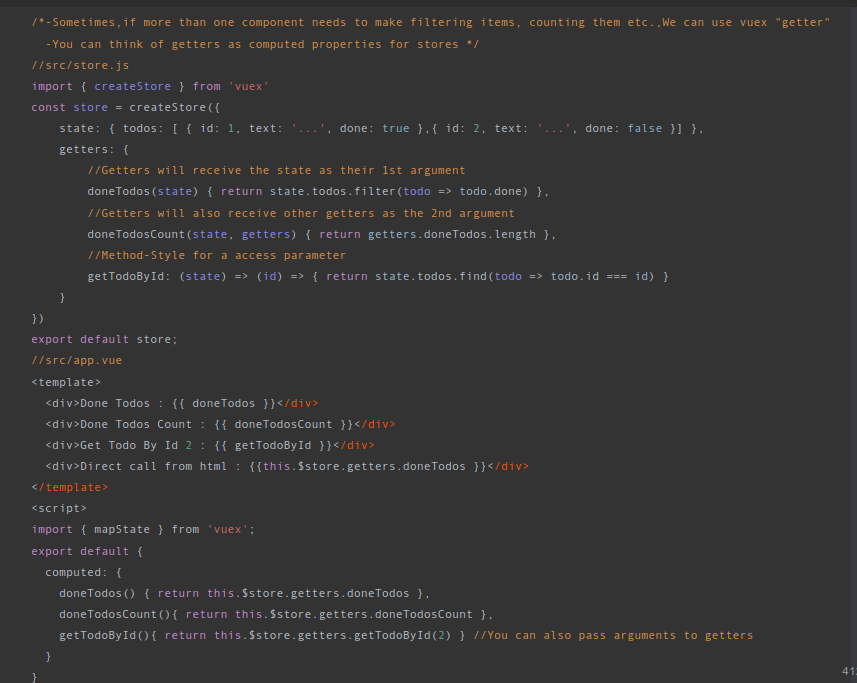 /*-Sometimes,if more than one component needs to make filtering items, counting them etc.,We can use vuex "getter"
-You can think of getters as computed properties for stores */
//src/store.js
import { createStore } from 'vuex'
const store = createStore({
state: { todos: [ { id: 1, text: '...', done: true },{ id: 2, text: '...', done: false }] },
getters: {
//Getters will receive the state as their 1st argument
doneTodos(state) { return state.todos.filter(todo => todo.done) },
//Getters will also receive other getters as the 2nd argument
doneTodosCount(state, getters) { return getters.doneTodos.length },
//Method-Style for a access parameter
getTodoById: (state) => (id) => { return state.todos.find(todo => todo.id === id) }
}
})
export default store;
//src/app.vue
<template>
<div>Done Todos : {{ doneTodos }}</div>
<div>Done Todos Count : {{ doneTodosCount }}</div>
<div>Get Todo By Id 2 : {{ getTodoById }}</div>
<div>Direct call from html : {{this.$store.getters.doneTodos }}</div>
</template>
<script>
import { mapState } from 'vuex';
export default {
computed: {
doneTodos() { return this.$store.getters.doneTodos },
doneTodosCount(){ return this.$store.getters.doneTodosCount },
getTodoById(){ return this.$store.getters.getTodoById(2) } //You can also pass arguments to getters
}
}